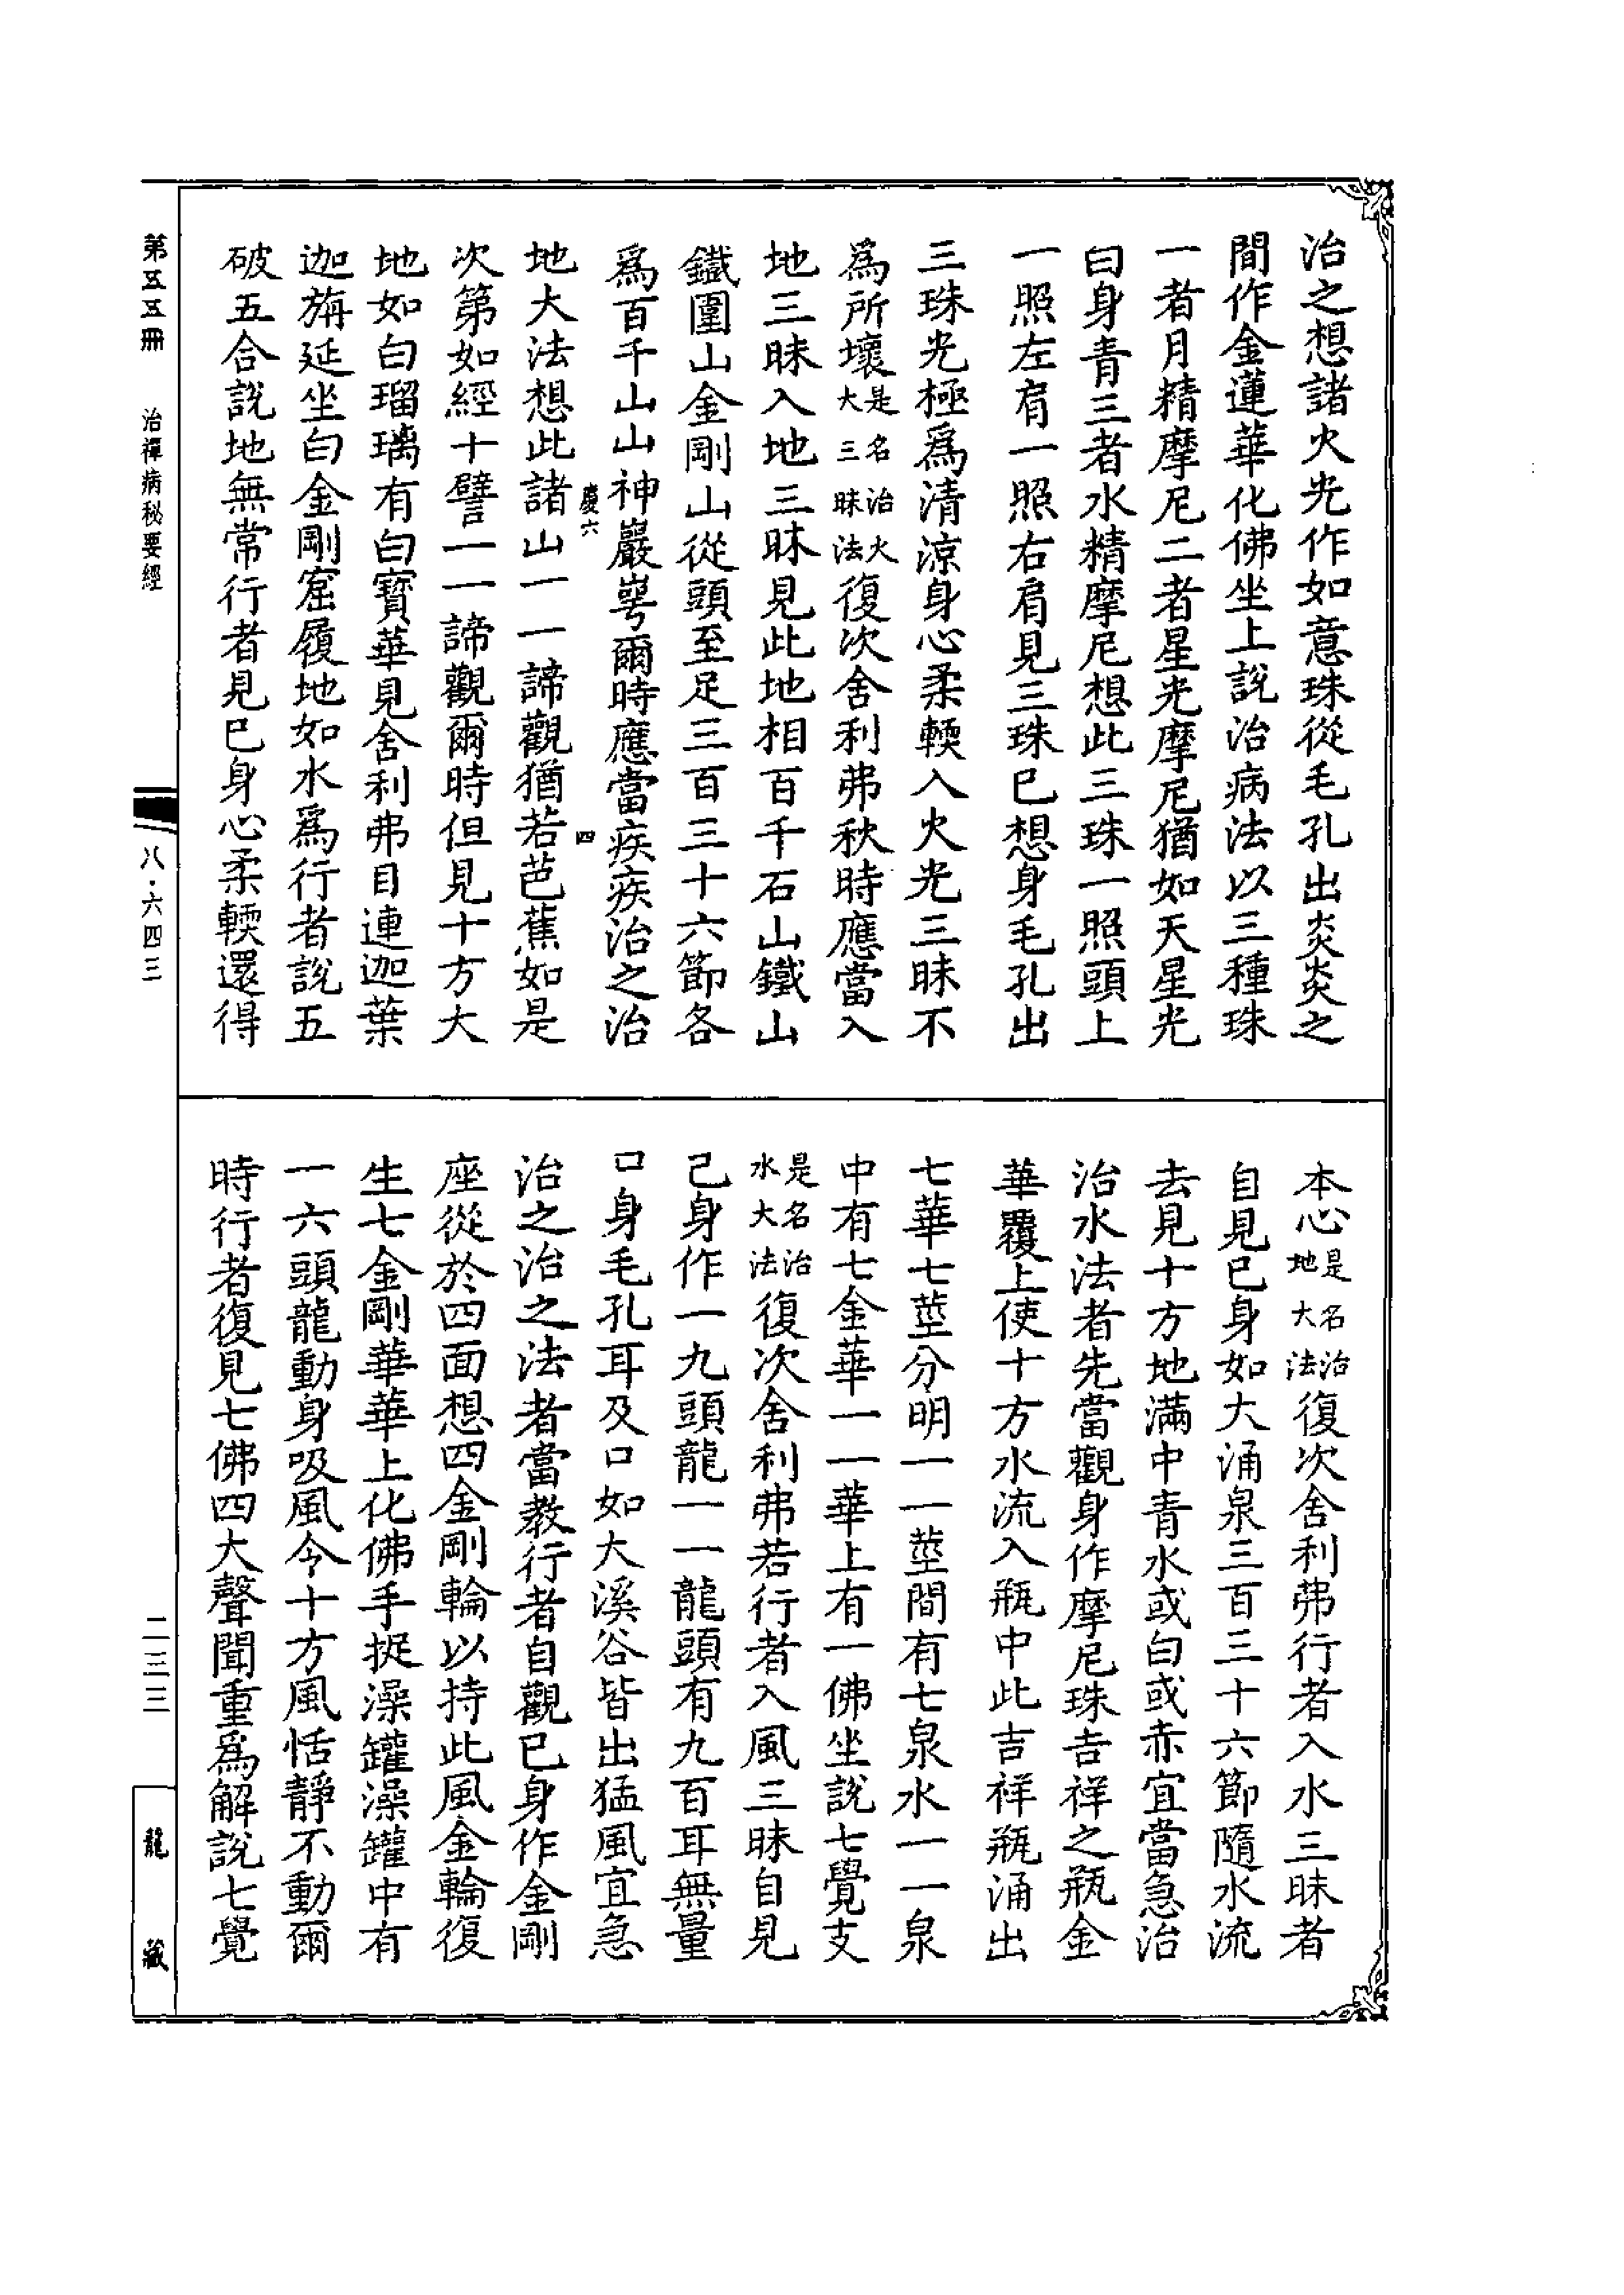 治之想諸火光作如意珠從毛孔出炎炎之
間作金蓮華化佛坐上說治病法以三種珠
一者月精摩尼二者星光摩尼猶如天星光
白身青三者水精摩尼想此三珠一照頭上
一照左肩一照右肩見三珠已想身毛孔出
三珠光極爲清涼身心柔輭入火光三昧不
為所壞是名治火大三昧法復次舍利弗秋時應當入
地三昧入地三昧見此地相百千石山鐵山
鐵圍山金剛山從頭至足三百三十六節各
爲百千山山神巖崿爾時應當疾疾治之治
慶六
四
地大法想此諸山一一諦觀猶若芭蕉如是
次第如經十譬一一諦觀爾時但見十方大
地如白瑠璃有白寶華見舍利弗目連迦葉
迦旃延坐白金剛窟履地如水爲行者說五
破五合說地無常行者見已身心柔輭還得
本心是名治地大法復次舍利弗行者入水三昧者
自見已身如大涌泉三百三十六節隨水流
去見十方地滿中青水或白或赤宜當急治
治水法者先當觀身作摩尼珠吉祥之瓶金
華覆上使十方水流入瓶中此吉祥瓶涌出
七華七莖分明一一莖間有七泉水一一泉
中有七金華一一華上有一佛坐說七覺支
是名治水大法復次舍利弗若行者入風三昧自見
己身作一九頭龍一一龍頭有九百耳無量
口身毛孔耳及口如大溪谷皆出猛風宜急
治之治之法者當教行者自觀已身作金剛
座從於四面想四金剛輪以持此風金輪復
生七金剛華華上化佛手捉澡罐澡罐中有
一六頭龍動身吸風令十方風恬靜不動爾
時行者復見七佛四大聲聞重爲解說七覺
第五五冊
治禪病秘要經
八·六四三
二三三
龍藏